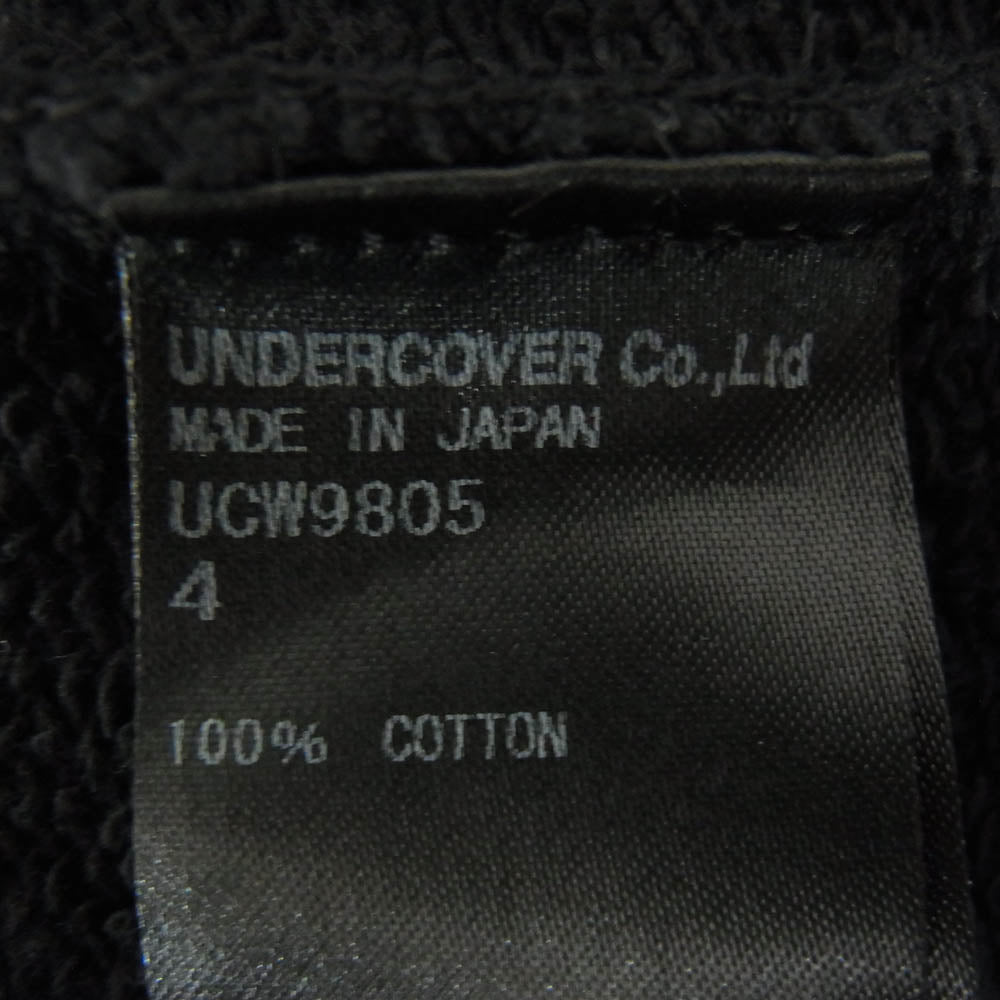 UNDERCOVER Co.,Ltd
MADE IN JAPAN
UCW9805
4
100% COTTON